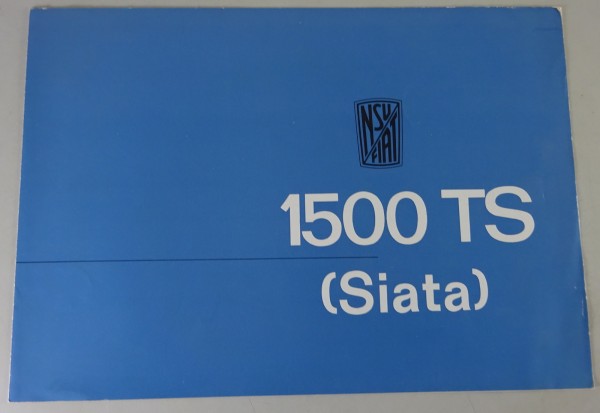 NSU
FIAT
1500 TS
(Siata)